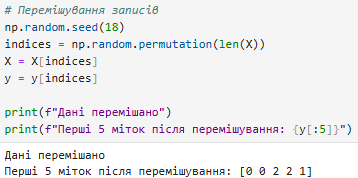 # Перемішування записів
np.random.seed(18)
indices = np.random.permutation(len(X))
X = X[indices]
y = y[indices]
print(f"Дані перемішано")
print(f"Перші 5 міток після перемішування: {y[:5]}")
Дані перемішано
Перші 5 міток після перемішування: [0 0 2 2 1]